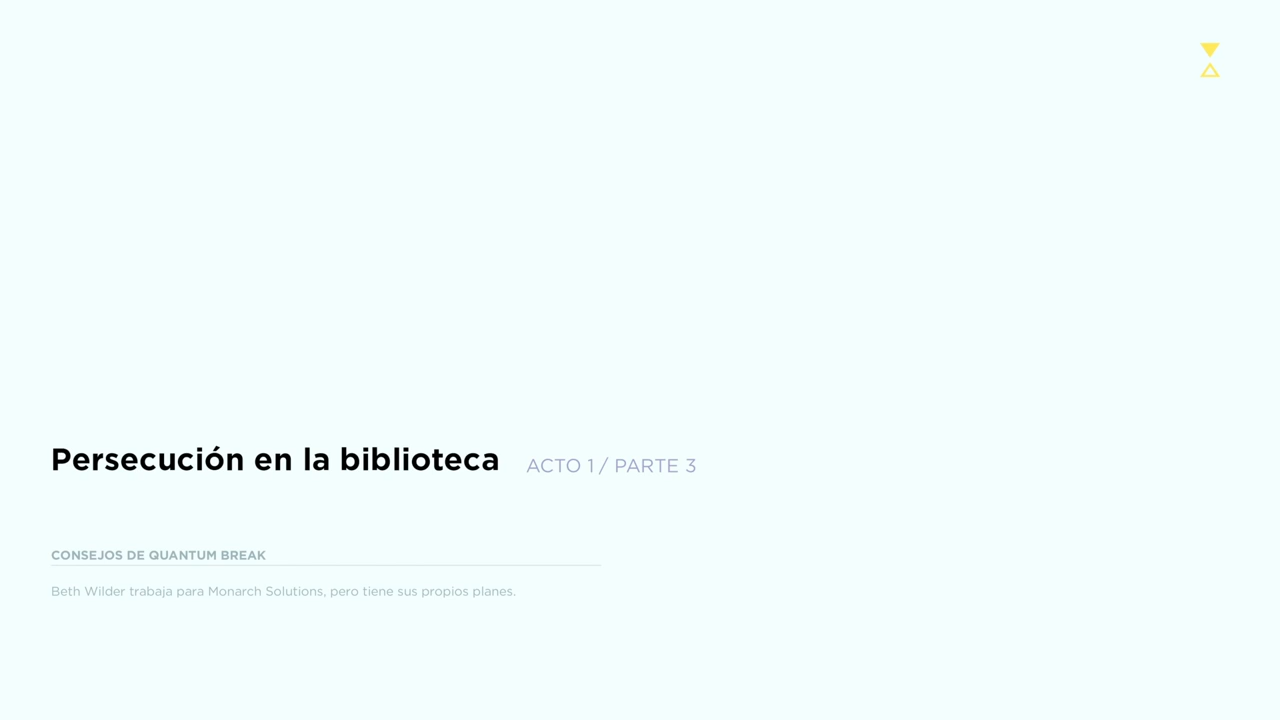 Persecución en la biblioteca ACTO 1 / PARTE 3
CONSEJOS DE QUANTUM BREAK
Beth Wilder trabaja para Monarch Solutions, pero tiene sus propios planes.